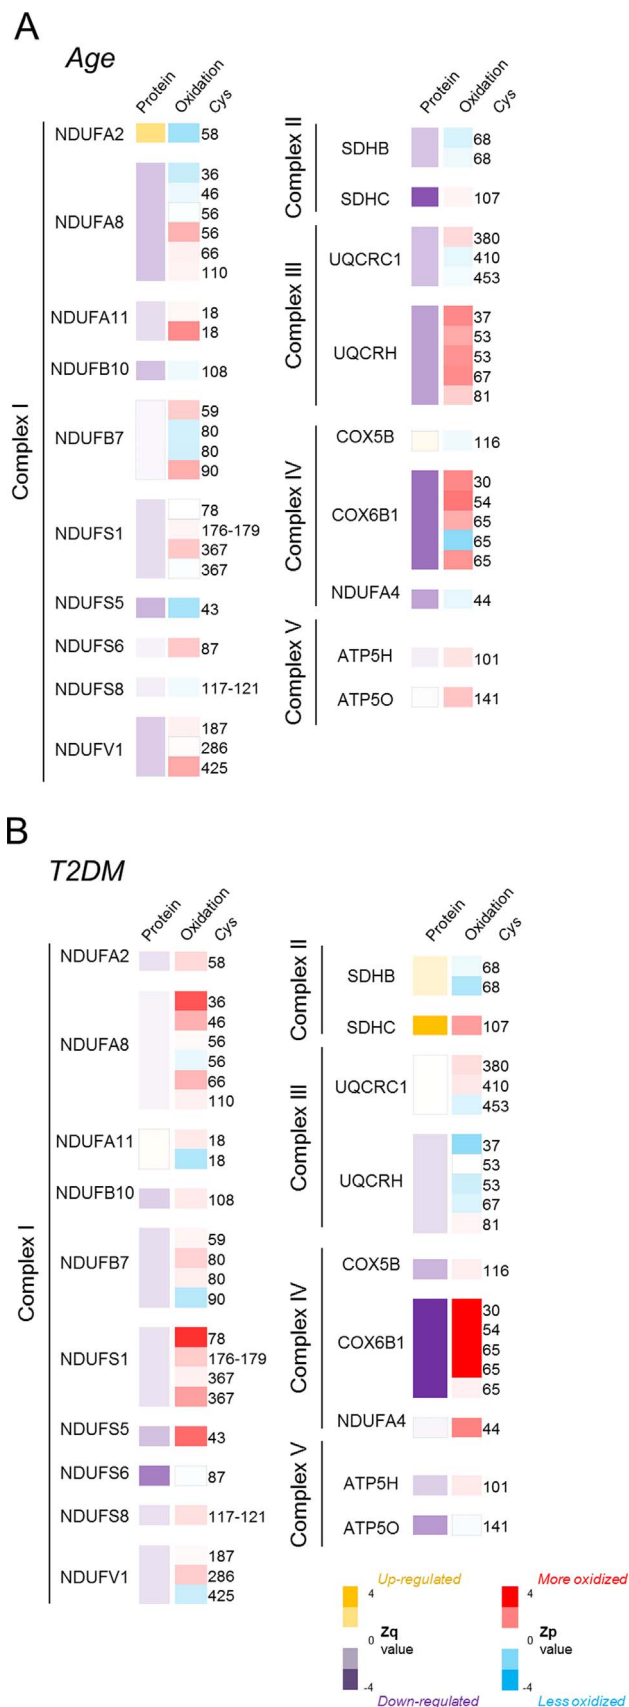 A
Age
Protein
Oxidation
Cys
Complex I
NDUFA2
58
NDUFA8
36
46
56
56
66
110
NDUFA11
18
18
NDUFB10
108
NDUFB7
59
80
80
90
NDUFS1
78
176-179
367
367
NDUFS5
43
NDUFS6
87
NDUFS8
117-121
NDUFV1
187
286
425
Protein
Oxidation
Cys
Complex II
SDHB
68
68
SDHC
107
Complex III
UQCRC1
380
410
453
UQCRH
37
53
53
67
81
Complex IV
COX5B
116
COX6B1
30
54
65
65
65
NDUFA4
44
Complex V
ATP5H
101
ATP5O
141
B
T2DM
Protein
Oxidation
Cys
Complex I
NDUFA2
58
NDUFA8
36
46
56
56
66
110
NDUFA11
18
18
NDUFB10
108
NDUFB7
59
80
80
90
NDUFS1
78
176-179
367
367
NDUFS5
43
NDUFS6
87
NDUFS8
117-121
NDUFV1
187
286
425
Protein
Oxidation
Cys
Complex II
SDHB
68
68
SDHC
107
Complex III
UQCRC1
380
410
453
UQCRH
37
53
53
67
81
Complex IV
COX5B
116
COX6B1
30
54
65
65
65
NDUFA4
44
Complex V
ATP5H
101
ATP5O
141
Up-regulated
4
0
Zq
value
-4
Down-regulated
More oxidized
4
0
Zp
value
-4
Less oxidized